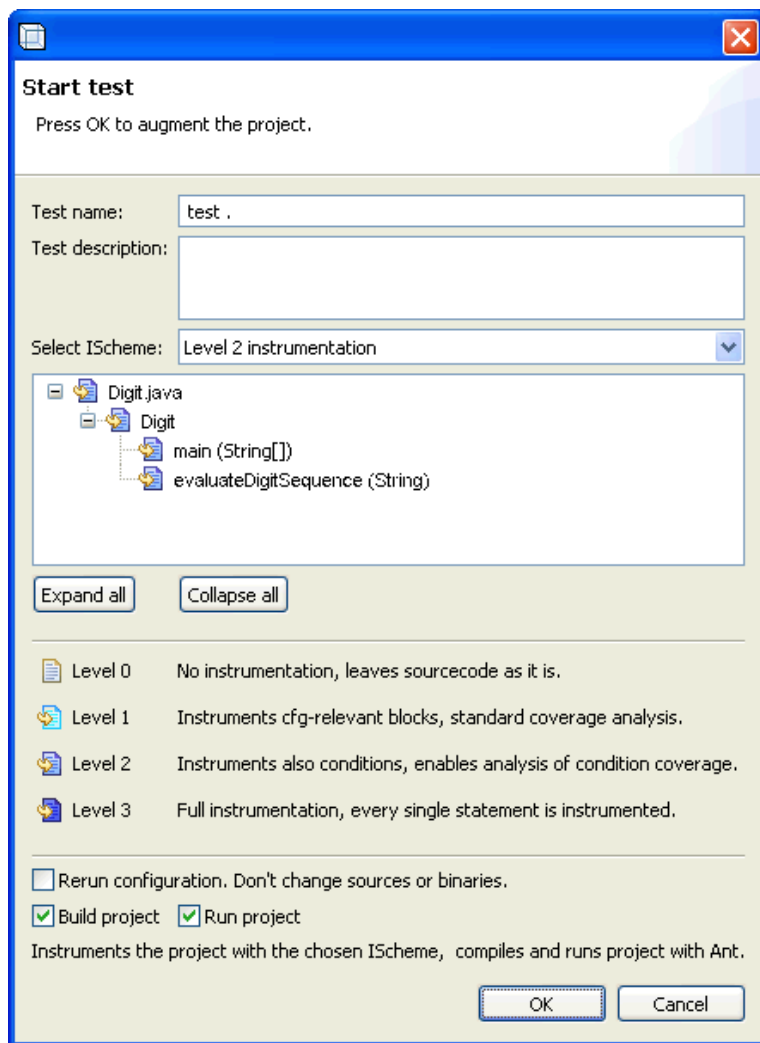 Start test
Press OK to augment the project.
Test name: test .
Test description:
Select IScheme: Level 2 instrumentation
Digit.java
Digit
main (String[])
evaluateDigitSequence (String)
Expand all Collapse all
Level 0 No instrumentation, leaves sourcecode as it is.
Level 1 Instruments cfg-relevant blocks, standard coverage analysis.
Level 2 Instruments also conditions, enables analysis of condition coverage.
Level 3 Full instrumentation, every single statement is instrumented.
Rerun configuration. Don't change sources or binaries.
Build project Run project
Instruments the project with the chosen IScheme, compiles and runs project with Ant.
OK Cancel